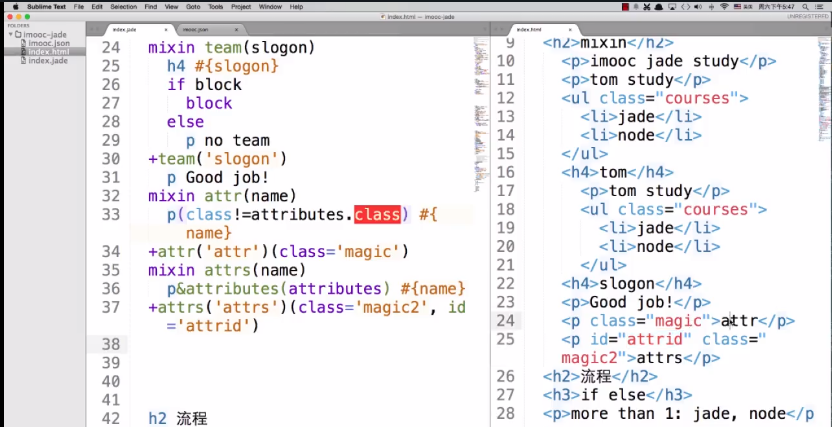 Sublime Text File Edit Selection Find View Goto Tools Project Window Help
美国 周六下午5:47
index.html — imooc-jade
UNREGISTERED
FOLDERS
imooc-jade
imooc.json
index.html
index.jade
index.jade
imooc.json
24 mixin team(slogon)
25 h4 #{slogon}
26 if block
27 block
28 else
29 p no team
30 +team('slogon')
31 p Good job!
32 mixin attr(name)
33 p(class!=attributes.class) #{
name}
34 +attr('attr')(class='magic')
35 mixin attrs(name)
36 p&attributes(attributes) #{name}
37 +attrs('attrs')(class='magic2', id
='attrid')
38
39
40
41
42 h2 流程
index.html
9 <h2>mixin</h2>
10 <p>imooc jade study</p>
11 <p>tom study</p>
12 <ul class="courses">
13 <li>jade</li>
14 <li>node</li>
15 </ul>
16 <h4>tom</h4>
17 <p>tom study</p>
18 <ul class="courses">
19 <li>jade</li>
20 <li>node</li>
21 </ul>
22 <h4>slogon</h4>
23 <p>Good job!</p>
24 <p class="magic">attr</p>
25 <p id="attrid" class="
magic2">attrs</p>
26 <h2>流程</h2>
27 <h3>if else</h3>
28 <p>more than 1: jade, node</p